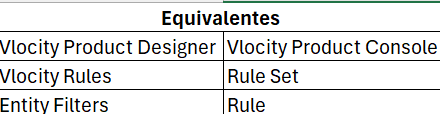 Equivalentes
Vlocity Product Designer Vlocity Product Console
Vlocity Rules Rule Set
Entity Filters Rule